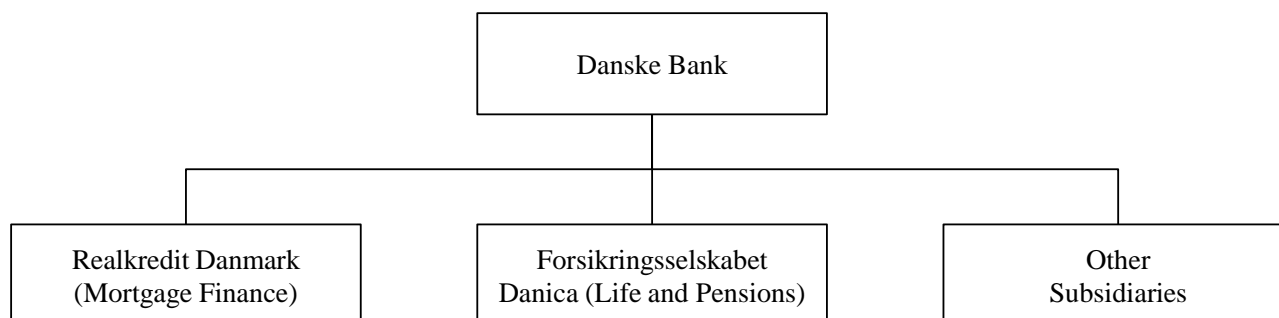 Danske Bank
Realkredit Danmark
(Mortgage Finance)
Forsikringsselskabet
Danica (Life and Pensions)
Other
Subsidiaries